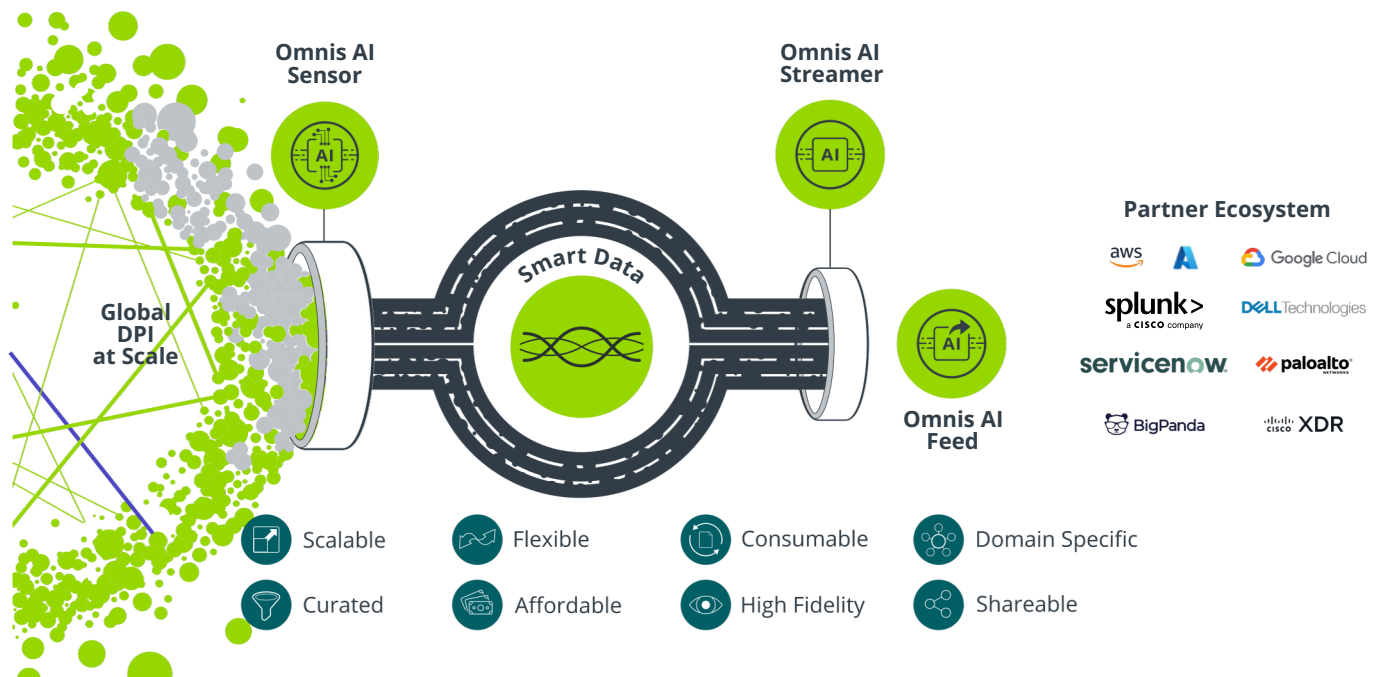 Omnis AI
Sensor
AI
Omnis AI
Streamer
AI
Global
DPI
at Scale
Smart Data
AI
Omnis AI
Feed
Partner Ecosystem
aws
Google Cloud
splunk>
a CISCO company
DELLTechnologies
servicenow
paloalto
NETWORKS
BigPanda
CISCO XDR
Scalable
Flexible
Consumable
Domain Specific
Curated
Affordable
High Fidelity
Shareable